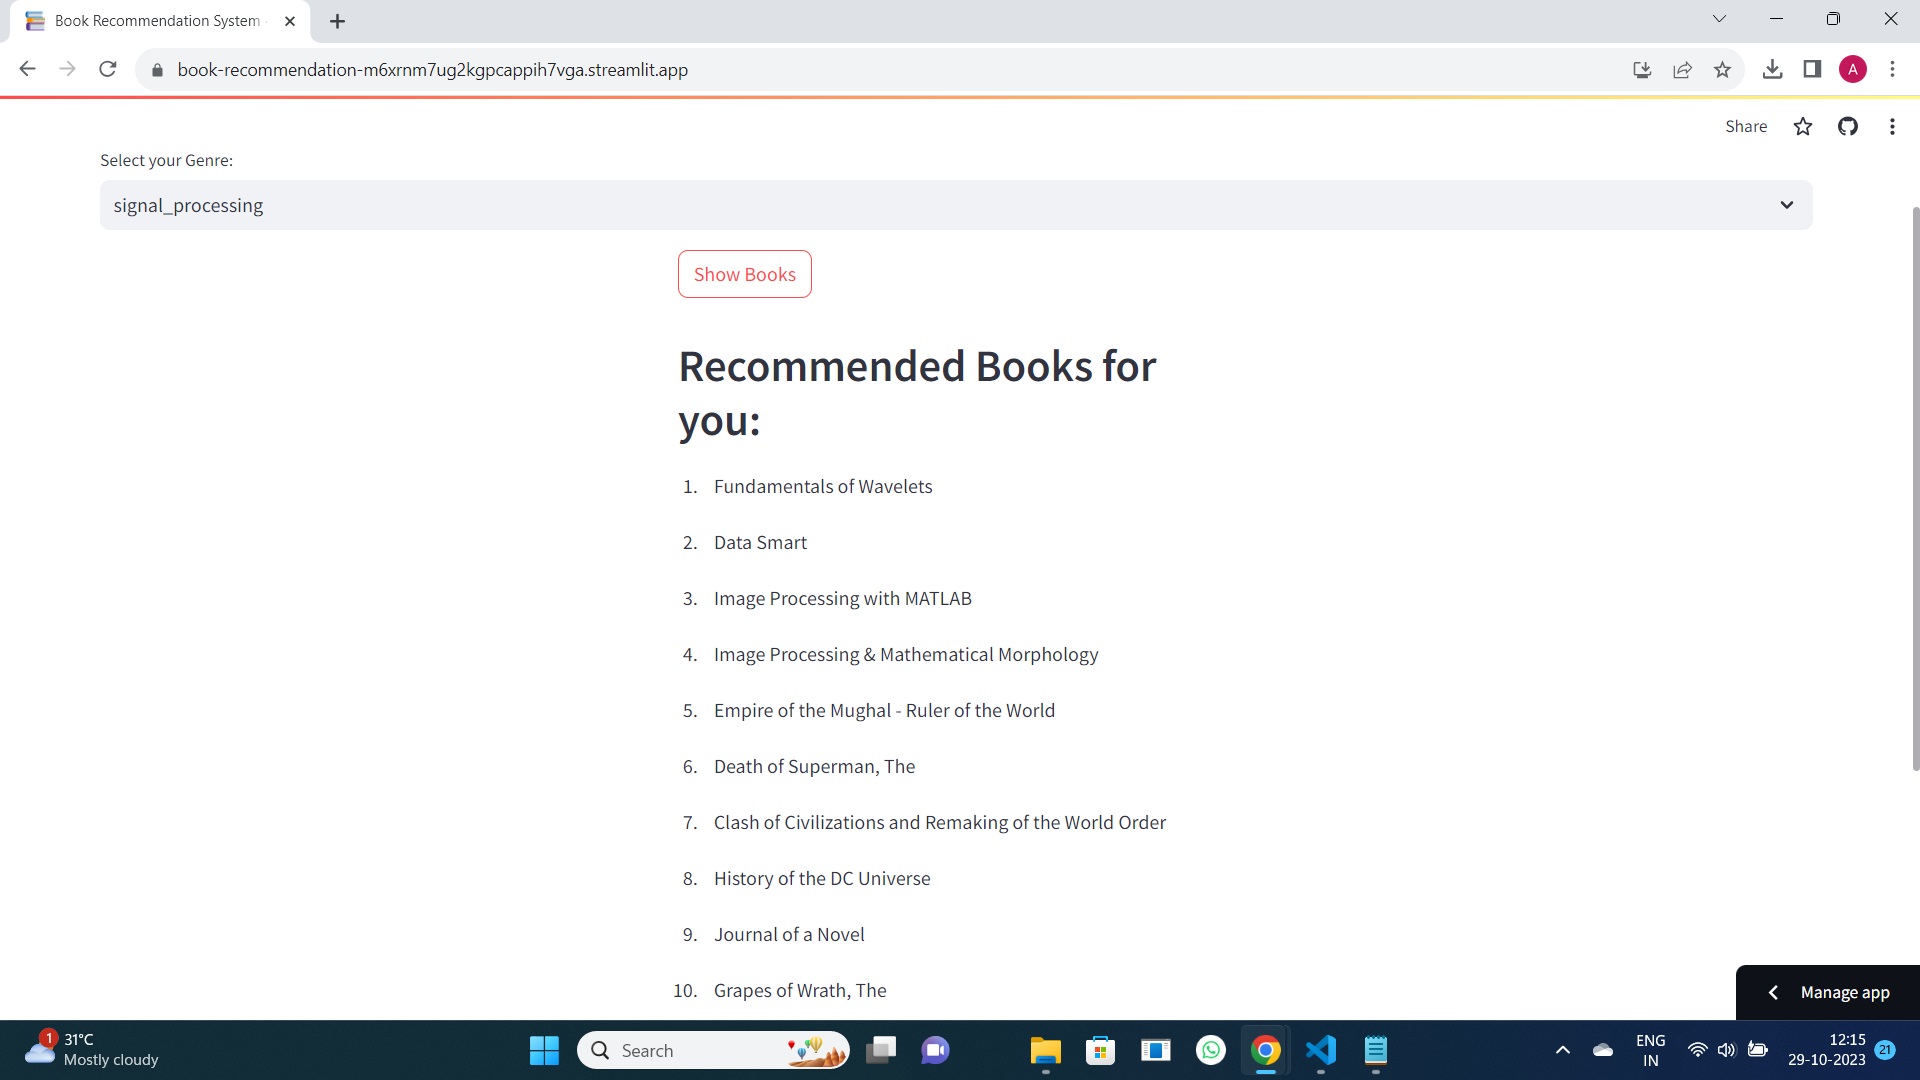 Book Recommendation System
book-recommendation-m6xrnm7ug2kgpcappih7vga.streamlit.app
A
Share
Select your Genre:
signal_processing
Show Books
Recommended Books for
you:
1. Fundamentals of Wavelets
2. Data Smart
3. Image Processing with MATLAB
4. Image Processing & Mathematical Morphology
5. Empire of the Mughal - Ruler of the World
6. Death of Superman, The
7. Clash of Civilizations and Remaking of the World Order
8. History of the DC Universe
9. Journal of a Novel
10. Grapes of Wrath, The
Manage app
1
31°C
Mostly cloudy
Search
ENG
IN
12:15
29-10-2023
21